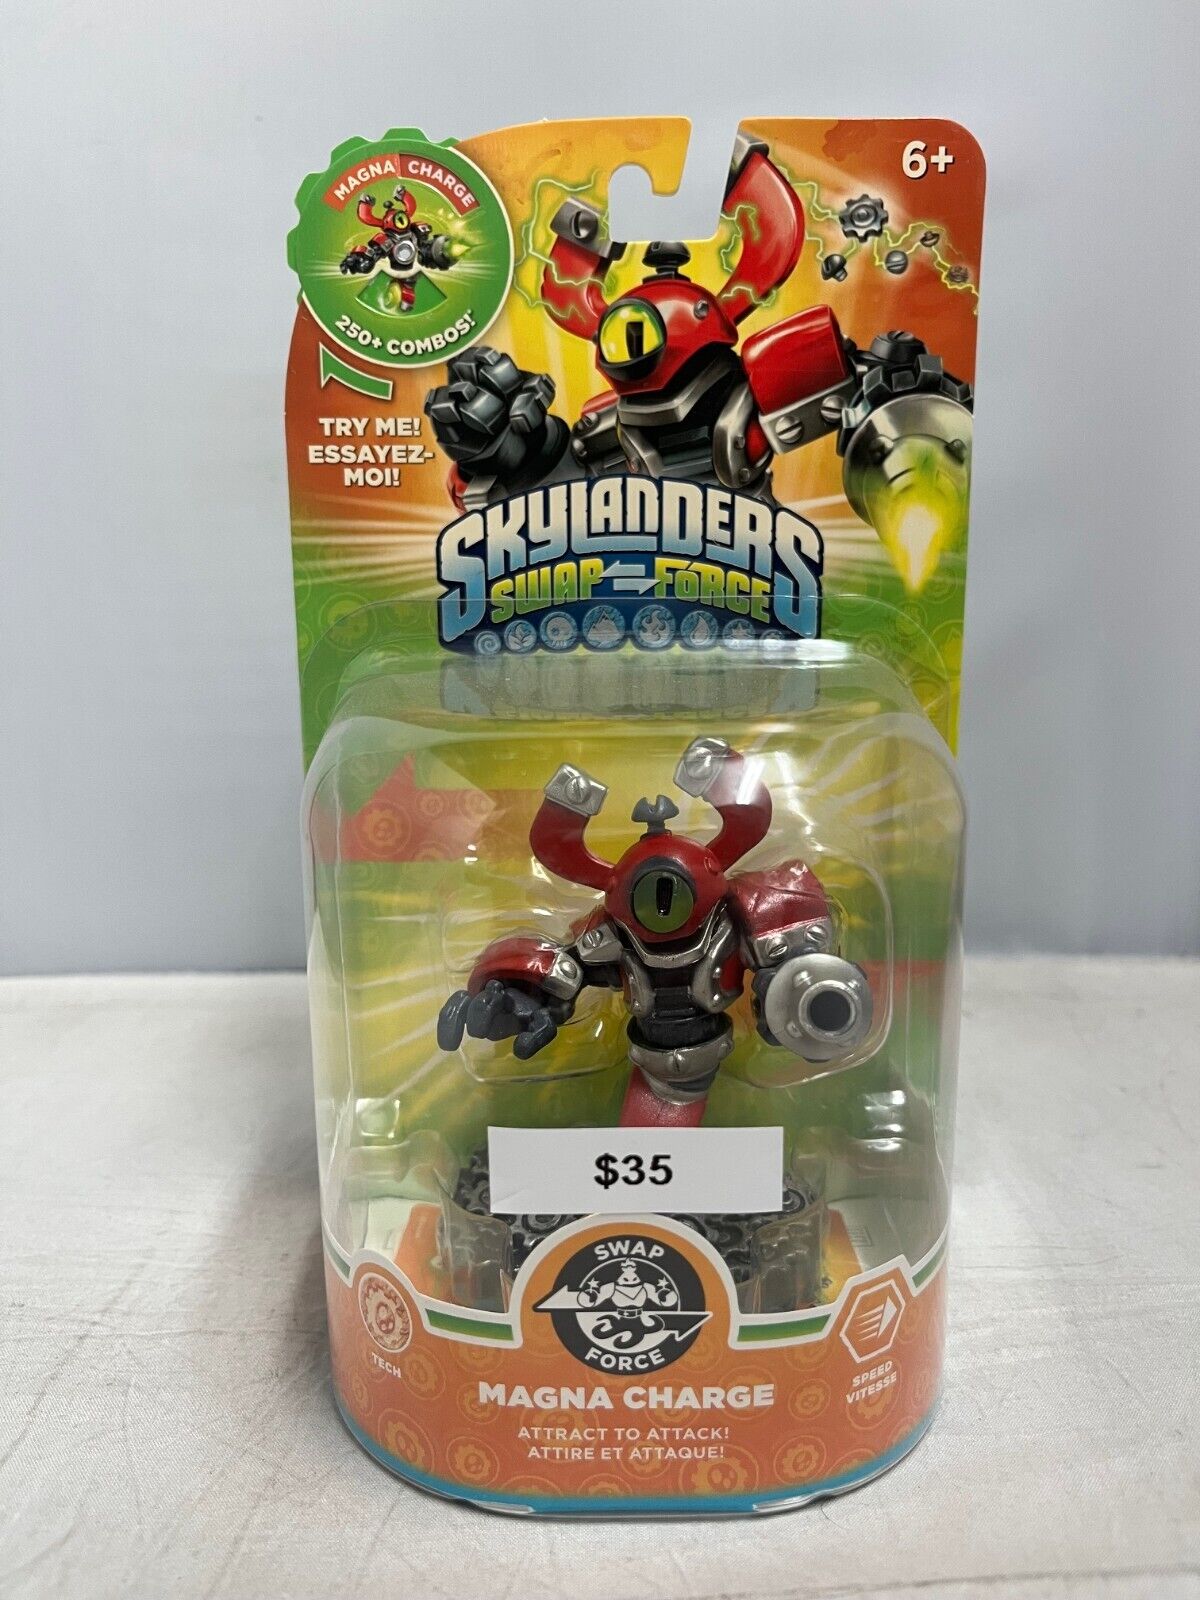 MAGNA CHARGE
250+ COMBOS!
6+
TRY ME!
ESSAYEZ-
MOI!
SKYLANDERS
SWAP FORCE
$35
SWAP
FORCE
TECH
SPEED
VITESSE
MAGNA CHARGE
ATTRACT TO ATTACK!
ATTIRE ET ATTAQUE!